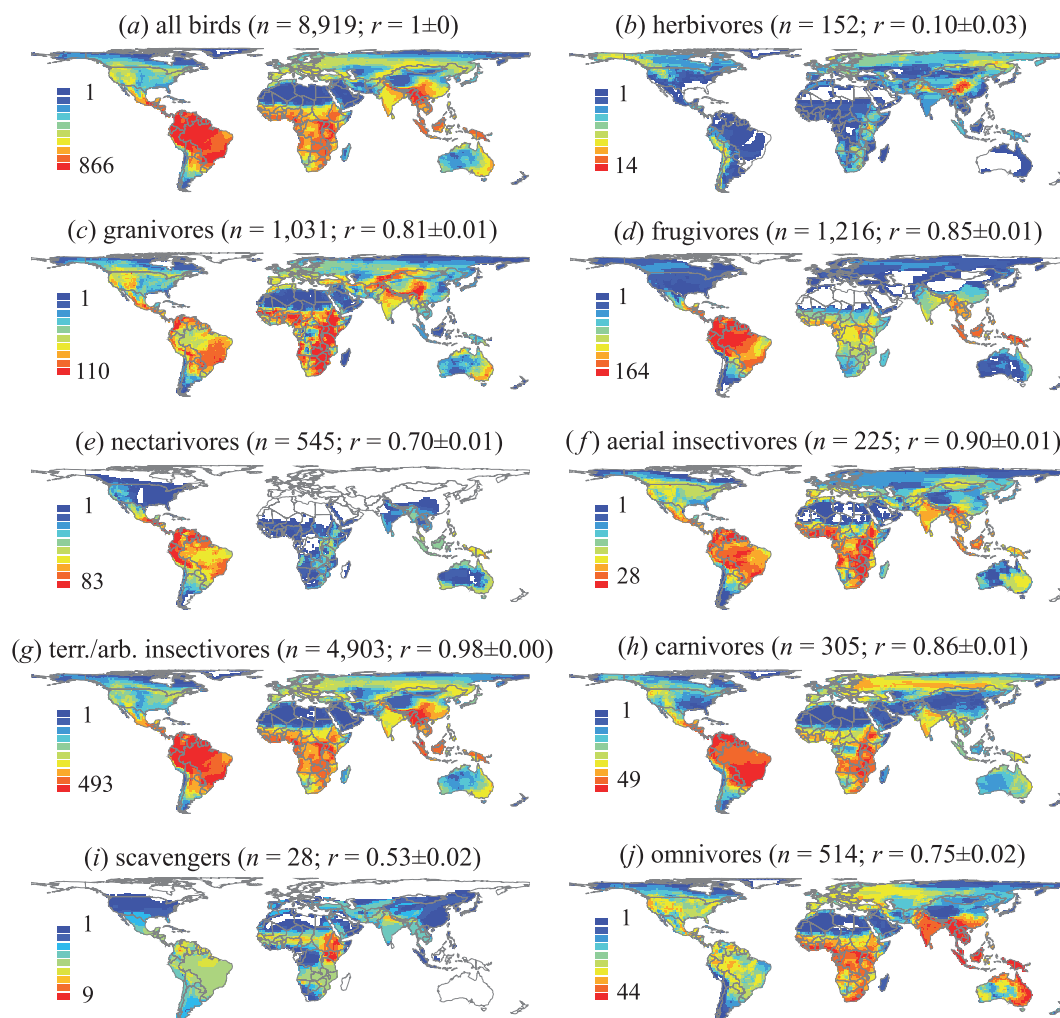 (a) all birds (n = 8,919; r = 1±0)
1
866
(b) herbivores (n = 152; r = 0.10±0.03)
1
14
(c) granivores (n = 1,031; r = 0.81±0.01)
1
110
(d) frugivores (n = 1,216; r = 0.85±0.01)
1
164
(e) nectarivores (n = 545; r = 0.70±0.01)
1
83
(f) aerial insectivores (n = 225; r = 0.90±0.01)
1
28
(g) terr./arb. insectivores (n = 4,903; r = 0.98±0.00)
1
493
(h) carnivores (n = 305; r = 0.86±0.01)
1
49
(i) scavengers (n = 28; r = 0.53±0.02)
1
9
(j) omnivores (n = 514; r = 0.75±0.02)
1
44